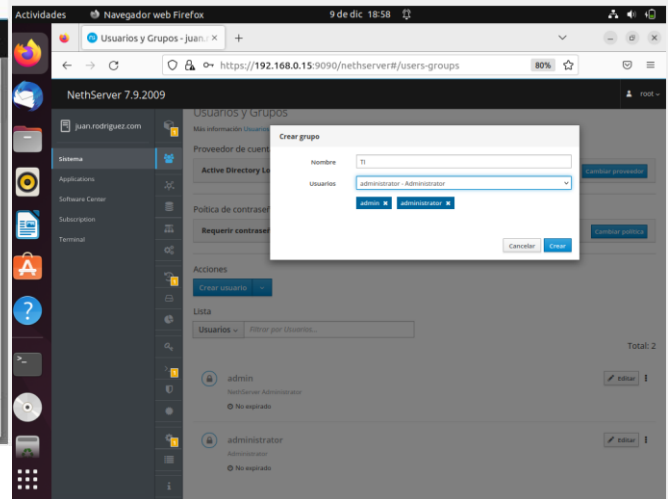 Actividades Navegador web Firefox 9 de dic 18:58
Usuarios y Grupos - juan.r
https://192.168.0.15:9090/nethserver#/users-groups 80%
NethServer 7.9.2009 root
juan.rodriguez.com
Sistema
Applications
Software Center
Subscription
Terminal
Usuarios y Grupos
Más información Usuarios
Proveedor de cuent
Active Directory Lo Cambiar proveedor
Política de contraseñ
Requerir contraseñ Cambiar política
Crear grupo
Nombre TI
Usuarios administrator - Administrator
admin administrator
Cancelar Crear
Acciones
Crear usuario
Lista
Usuarios Filtrar por Usuarios...
Total: 2
admin Editar
NethServer Administrator
No expirado
administrator Editar
Administrator
No expirado